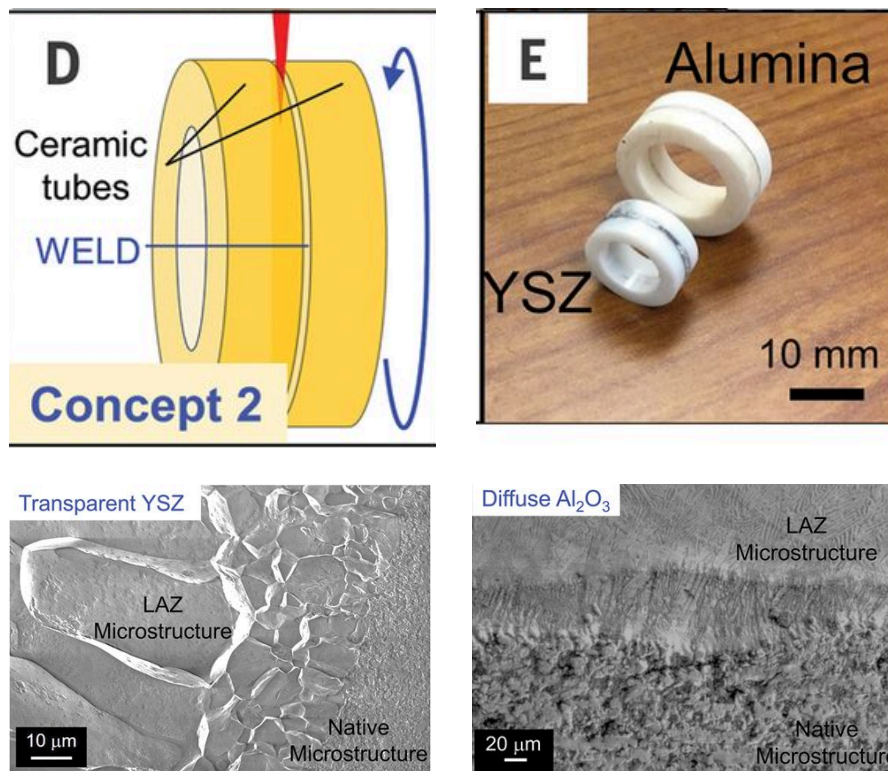 D
Ceramic
tubes
WELD
Concept 2
E
Alumina
YSZ
10 mm
Transparent YSZ
LAZ
Microstructure
Native
Microstructure
10 μm
Diffuse Al₂O₃
LAZ
Microstructure
Native
Microstructure
20 μm